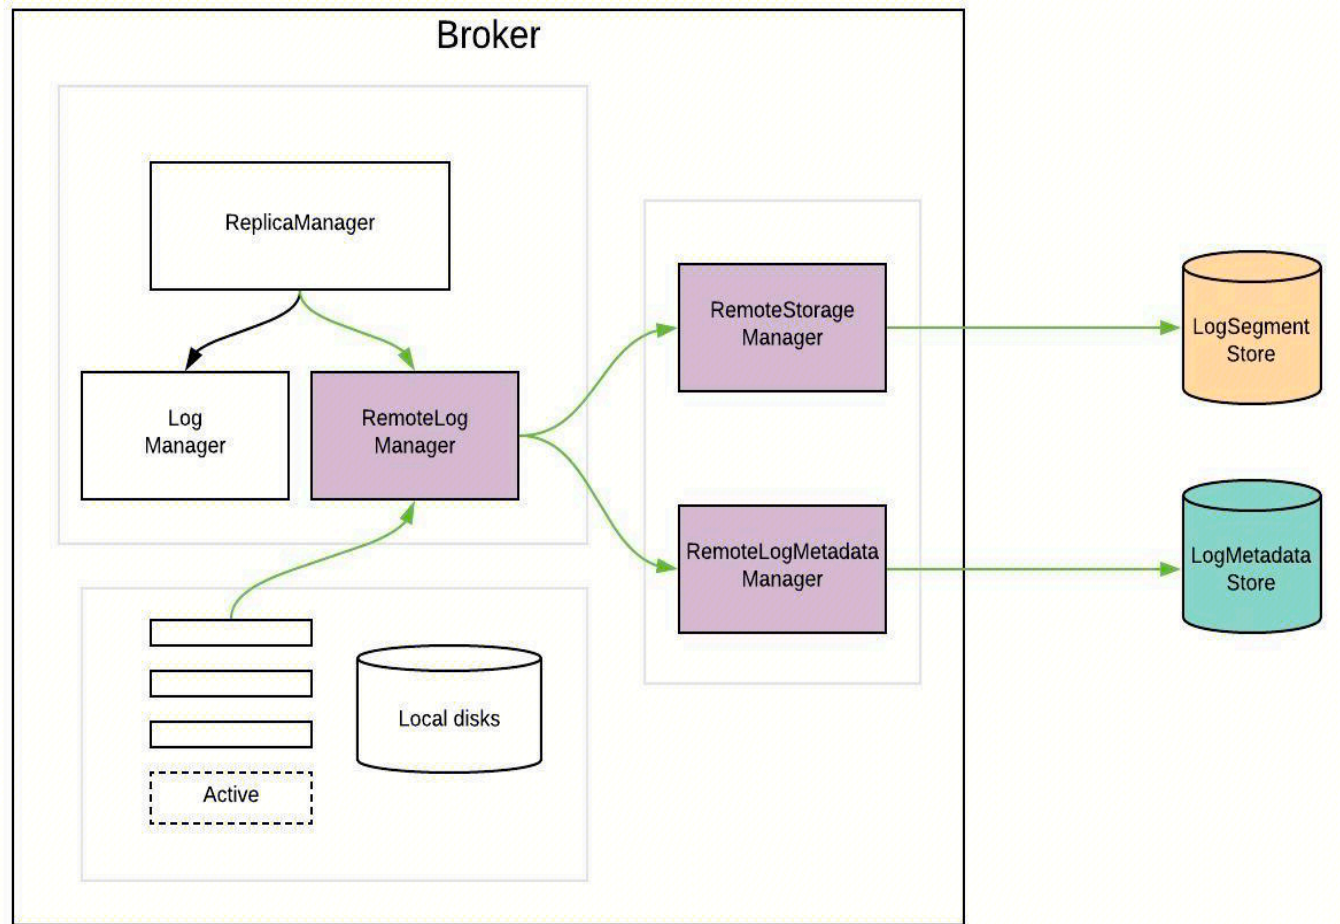 Broker
ReplicaManager
Log
Manager
RemoteLog
Manager
RemoteStorage
Manager
RemoteLogMetadata
Manager
LogSegment
Store
LogMetadata
Store
Local disks
Active